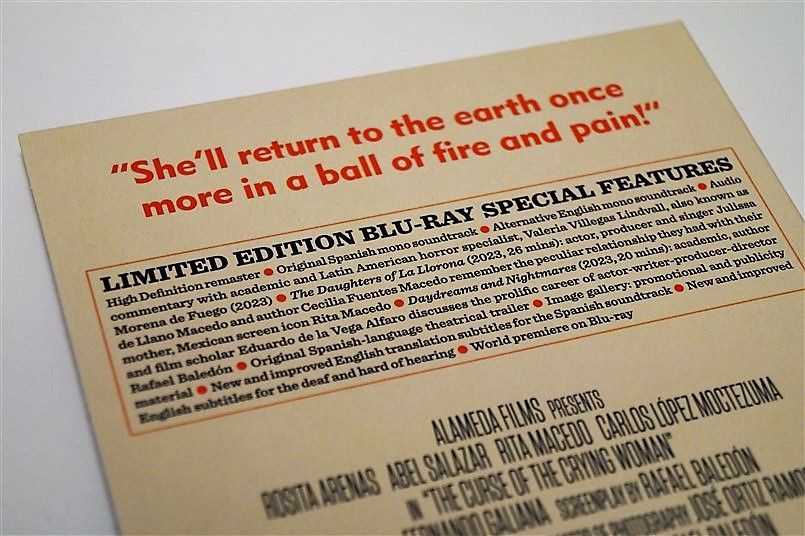 “She’ll return to the earth once
more in a ball of fire and pain!”
LIMITED EDITION BLU-RAY SPECIAL FEATURES
High Definition remaster ● Original Spanish mono soundtrack ● Alternative English mono soundtrack ● Audio
commentary with academic and Latin American horror specialist, Valeria Villegas Lindvall, also known as
Morena de Fuego (2023) ● The Daughters of La Llorona (2023, 26 mins): actor, producer and singer Julissa
de Llano Macedo and author Cecilia Fuentes Macedo remember the peculiar relationship they had with their
mother, Mexican screen icon Rita Macedo ● Daydreams and Nightmares (2023, 20 mins): academic, author
and film scholar Eduardo de la Vega Alfaro discusses the prolific career of actor-writer-producer-director
Rafael Baledón ● Original Spanish-language theatrical trailer ● Image gallery: promotional and publicity
material ● New and improved English translation subtitles for the Spanish soundtrack ● New and improved
English subtitles for the deaf and hard of hearing ● World premiere on Blu-ray
ALAMEDA FILMS PRESENTS
ROSITA ARENAS ABEL SALAZAR RITA MACEDO CARLOS LÓPEZ MOCTEZUMA
IN “THE CURSE OF THE CRYING WOMAN”
FERNANDO GALIANA SCREENPLAY BY RAFAEL BALEDÓN
OF PHOTOGRAPHY JOSÉ ORTIZ
BALEDÓN